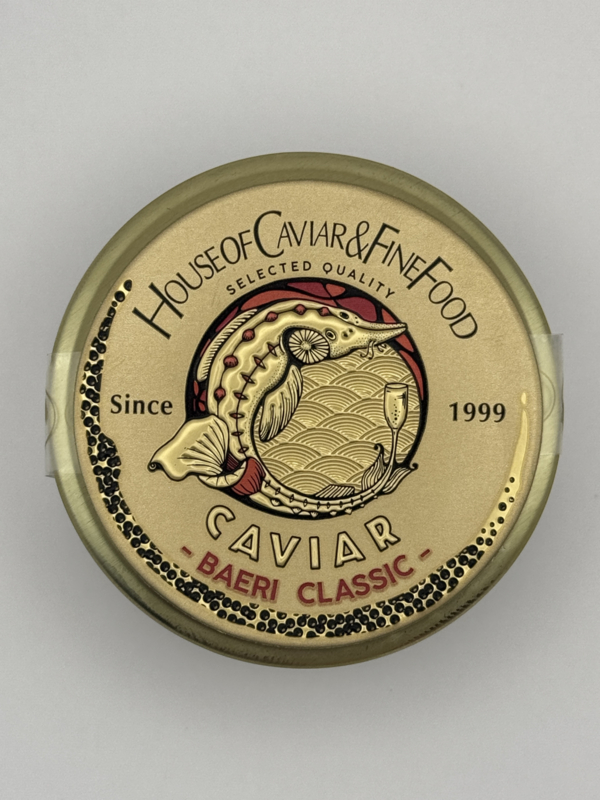 HOUSE OF CAVIAR & FINE FOOD
SELECTED QUALITY
Since 1999
CAVIAR
- BAERI CLASSIC -